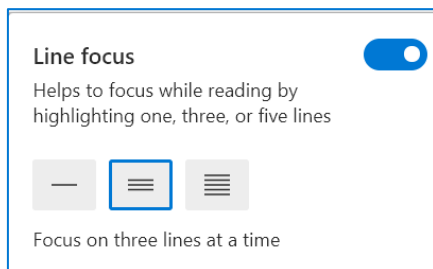 Line focus
Helps to focus while reading by
highlighting one, three, or five lines
Focus on three lines at a time